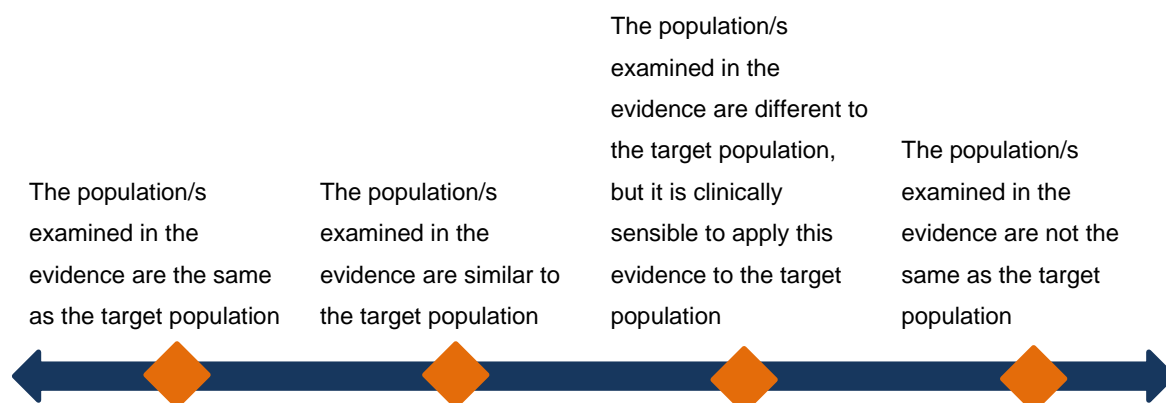 The population/s
examined in the
evidence are the same
as the target population
The population/s
examined in the
evidence are similar to
the target population
The population/s
examined in the
evidence are different to
the target population,
but it is clinically
sensible to apply this
evidence to the target
population
The population/s
examined in the
evidence are not the
same as the target
population